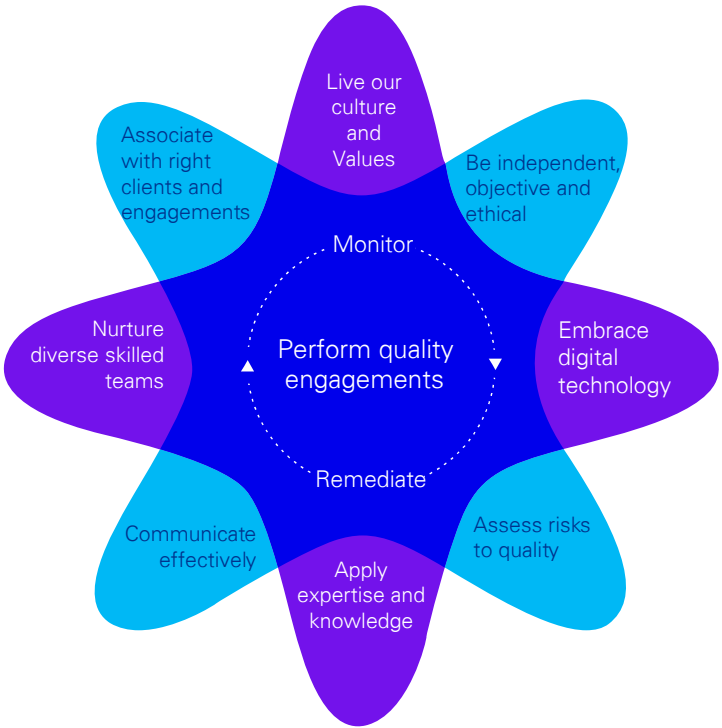 Live our
culture
and
Values
Associate
with right
clients and
engagements
Be independent,
objective and
ethical
Monitor
Nurture
diverse skilled
teams
Perform quality
engagements
Embrace
digital
technology
Remediate
Communicate
effectively
Assess risks
to quality
Apply
expertise and
knowledge